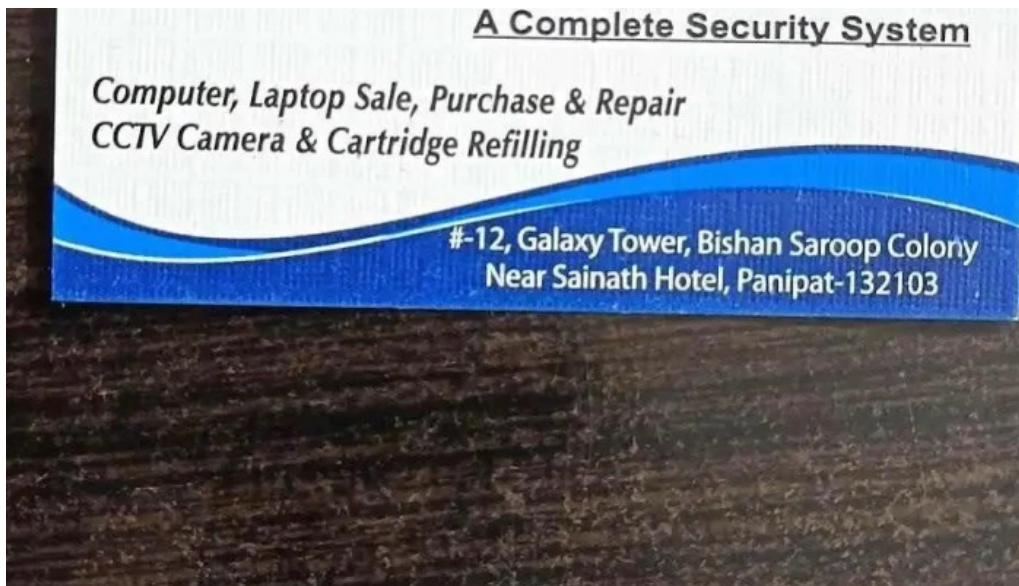 A Complete Security System
Computer, Laptop Sale, Purchase & Repair
CCTV Camera & Cartridge Refilling
#-12, Galaxy Tower, Bishan Saroop Colony
Near Sainath Hotel, Panipat-132103